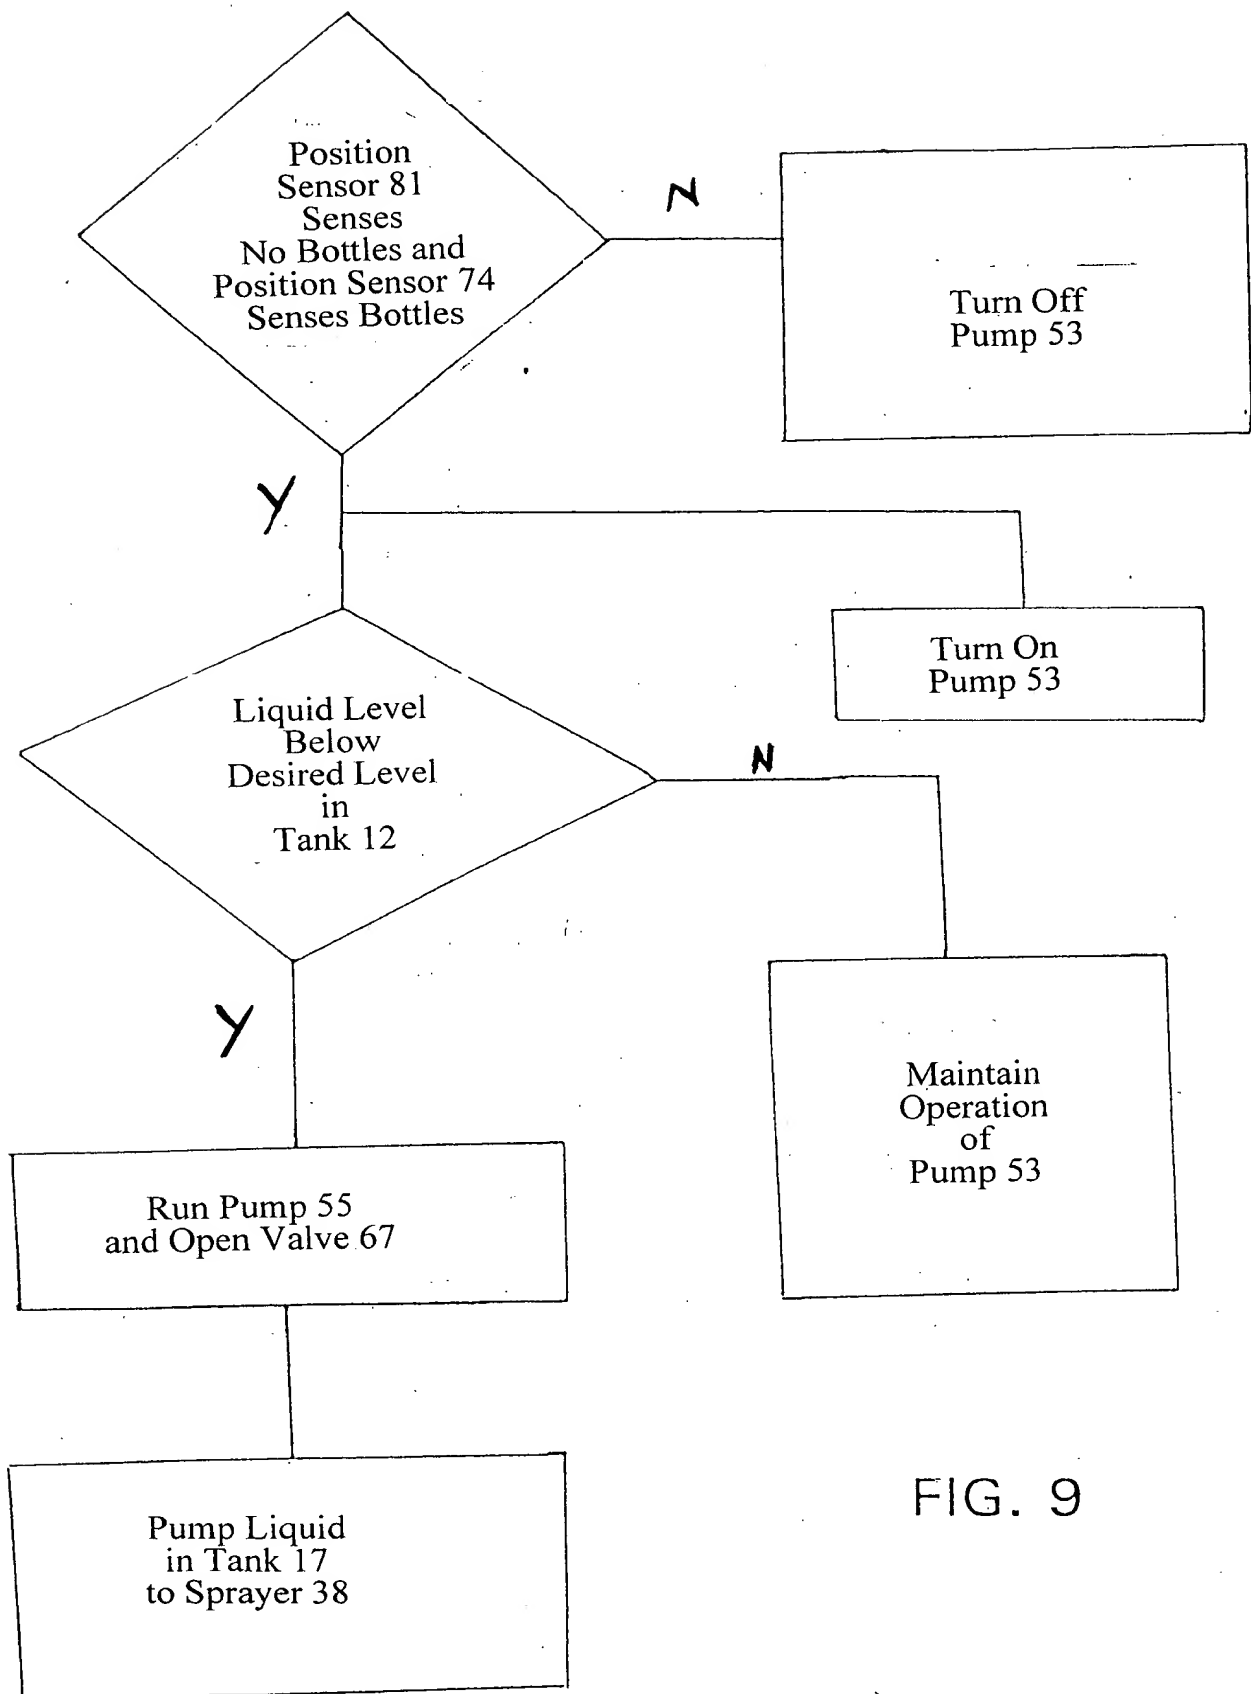 Position
Sensor 81
Senses
No Bottles and
Position Sensor 74
Senses Bottles
N
Turn Off
Pump 53
Y
Turn On
Pump 53
Liquid Level
Below
Desired Level
in
Tank 12
N
Y
Maintain
Operation
of
Pump 53
Run Pump 55
and Open Valve 67
Pump Liquid
in Tank 17
to Sprayer 38
FIG. 9